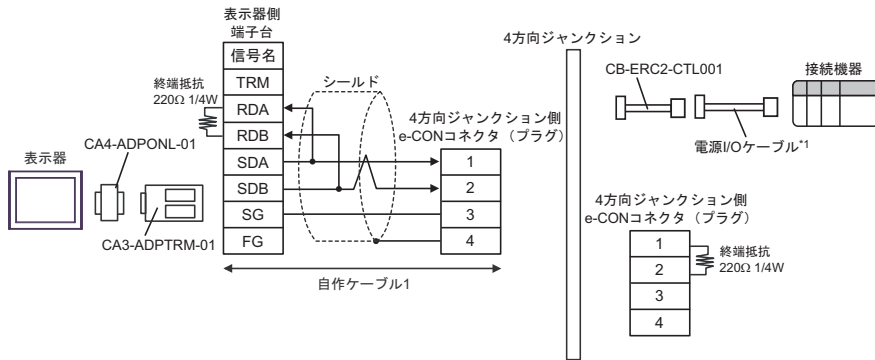 表示器側
端子台
信号名
TRM
RDA
RDB
SDA
SDB
SG
FG
終端抵抗
220Ω 1/4W
シールド
4方向ジャンクション側
e-CONコネクタ（プラグ）
1
2
3
4
表示器
CA4-ADPONL-01
CA3-ADPTRM-01
自作ケーブル1
4方向ジャンクション
CB-ERC2-CTL001
接続機器
電源I/Oケーブル*1
4方向ジャンクション側
e-CONコネクタ（プラグ）
1
2
3
4
終端抵抗
220Ω 1/4W